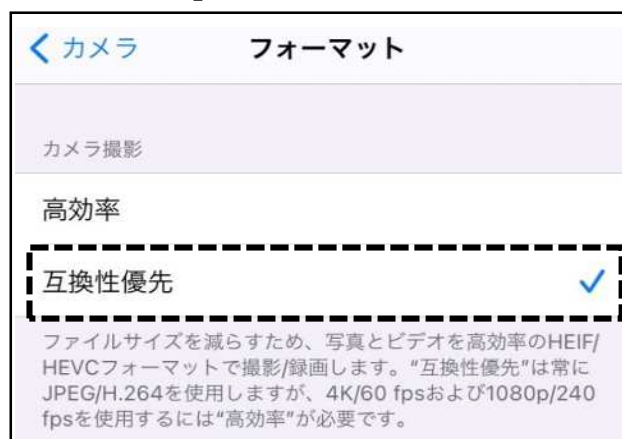 カメラ フォーマット
カメラ撮影
高効率
互換性優先
ファイルサイズを減らすため、写真とビデオを高効率のHEIF/
HEVCフォーマットで撮影/録画します。“互換性優先”は常に
JPEG/H.264を使用しますが、4K/60 fpsおよび1080p/240
fpsを使用するには“高効率”が必要です。